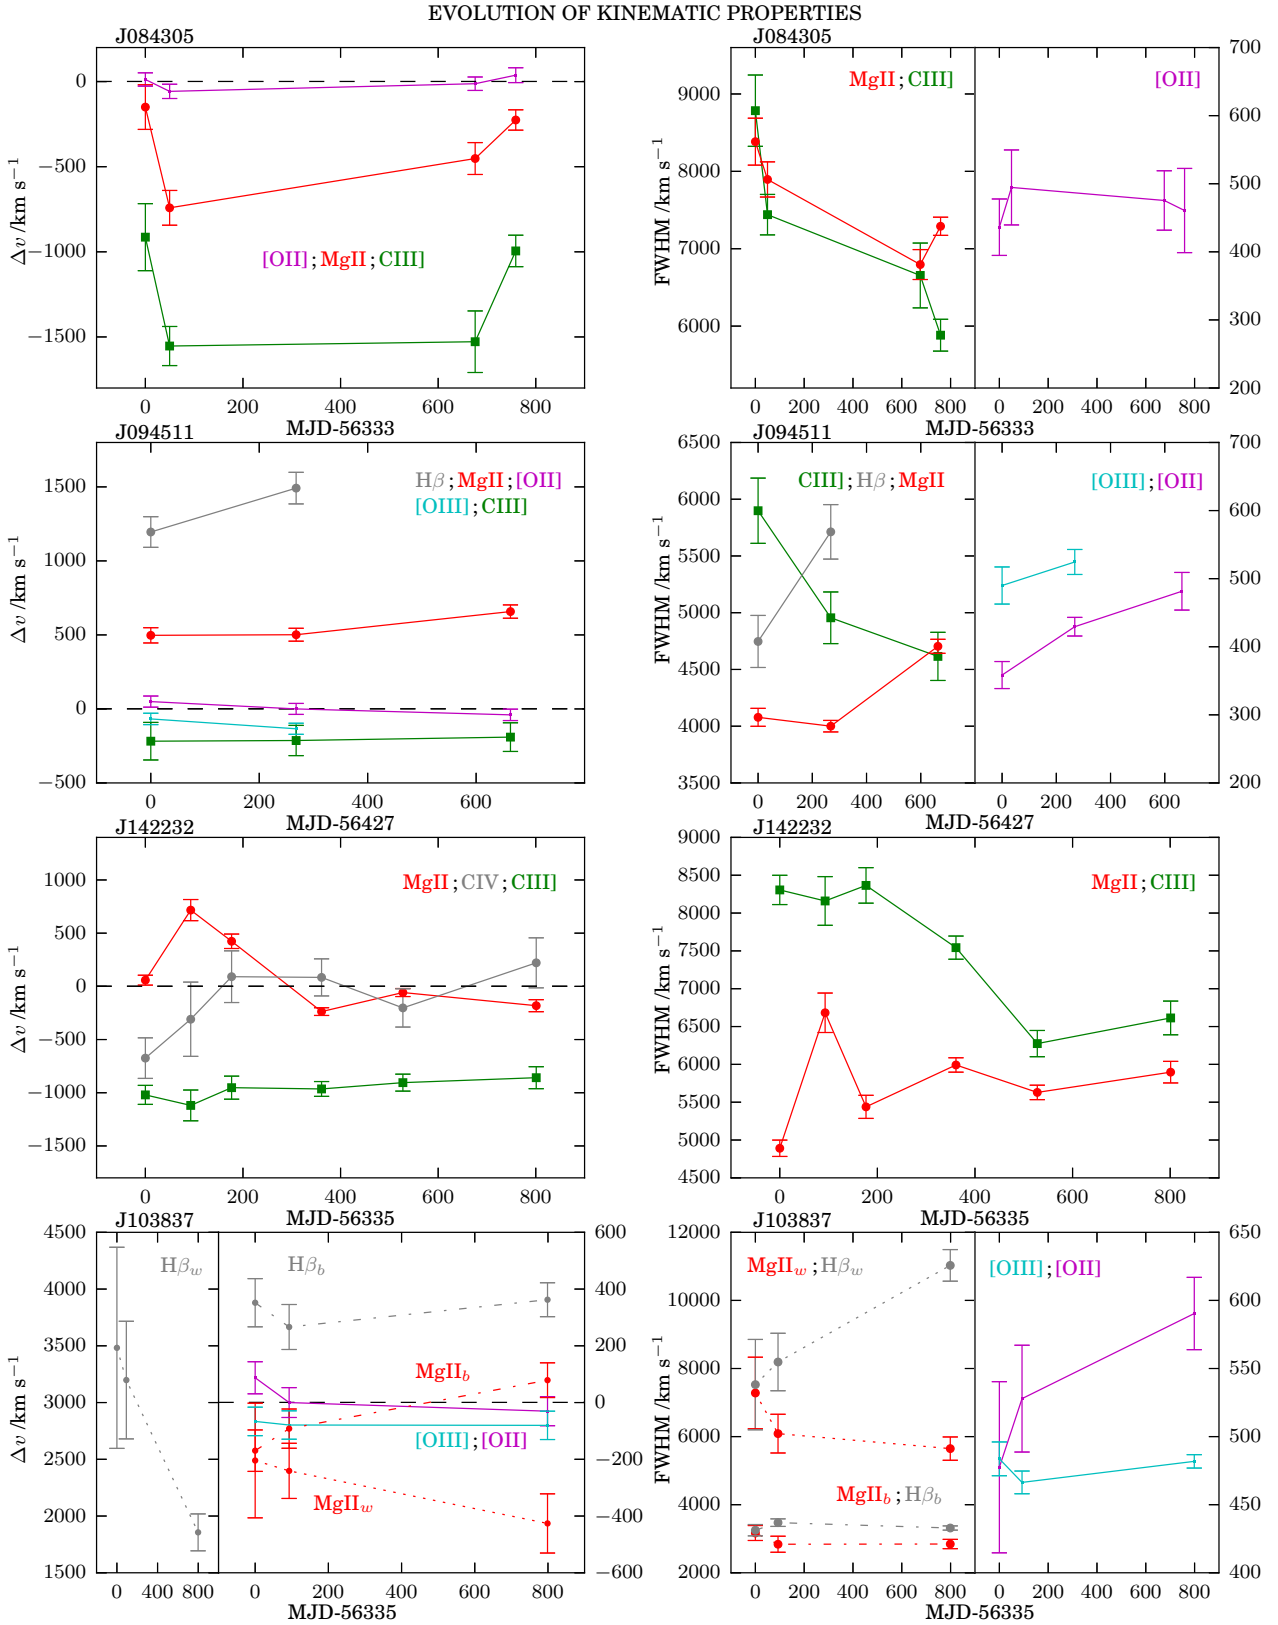 EVOLUTION OF KINEMATIC PROPERTIES
J084305
J084305
0
−500
−1000
−1500
Δv /km s⁻¹
[OII] ; MgII ; CIII]
0 200 400 600 800
MJD-56333
9000
8000
7000
6000
FWHM /km s⁻¹
MgII ; CIII]
[OII]
700
600
500
400
300
200
0 200 400 600 800
0 200 400 600 800
MJD-56333
J094511
J094511
1500
1000
500
0
−500
Δv /km s⁻¹
Hβ ; MgII ; [OII]
[OIII] ; CIII]
0 200 400 600
MJD-56427
6500
6000
5500
5000
4500
4000
3500
FWHM /km s⁻¹
CIII] ; Hβ ; MgII
[OIII] ; [OII]
700
600
500
400
300
200
0 200 400 600
0 200 400 600
MJD-56427
J142232
J142232
1000
500
0
−500
−1000
−1500
Δv /km s⁻¹
MgII ; CIV ; CIII]
0 200 400 600 800
MJD-56335
9000
8500
8000
7500
7000
6500
6000
5500
5000
4500
FWHM /km s⁻¹
MgII ; CIII]
0 200 400 600 800
MJD-56335
J103837
J103837
4500
4000
3500
3000
2500
2000
1500
Δv /km s⁻¹
Hβw
Hβb
MgIIb
[OIII] ; [OII]
MgIIw
600
400
200
0
−200
−400
−600
0 400 800
0 200 400 600 800
MJD-56335
12000
10000
8000
6000
4000
2000
FWHM /km s⁻¹
MgIIw ; Hβw
MgIIb ; Hβb
[OIII] ; [OII]
650
600
550
500
450
400
0 200 400 600 800
0 200 400 600 800
MJD-56335